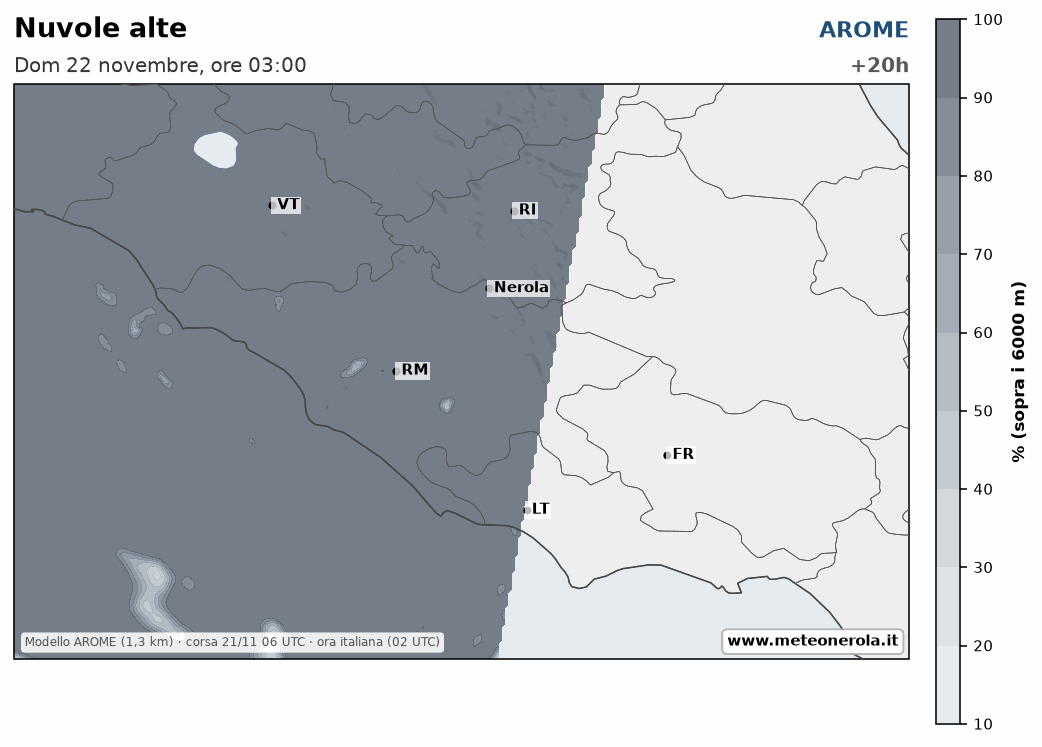 Nuvole alte
AROME
Dom 22 novembre, ore 03:00
+20h
VT
RI
Nerola
RM
FR
LT
Modello AROME (1,3 km) · corsa 21/11 06 UTC · ora italiana (02 UTC)
www.meteonerola.it
100
90
80
70
60
50
40
30
20
10
% (sopra i 6000 m)